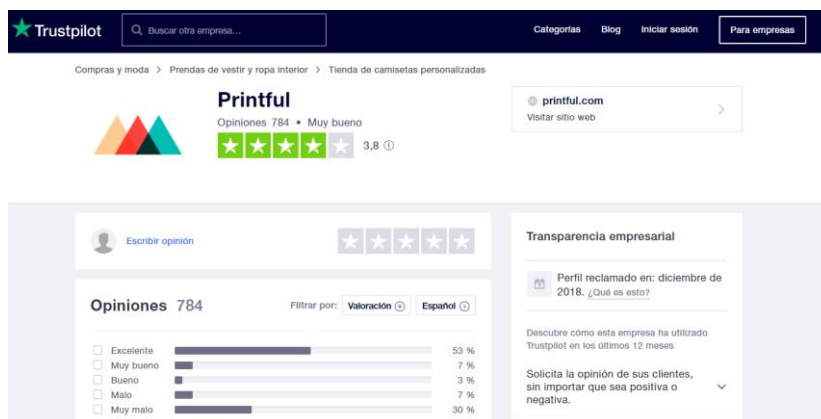 Trustpilot
Buscar otra empresa...
Categorías
Blog
Iniciar sesión
Para empresas
Compras y moda > Prendas de vestir y ropa interior > Tienda de camisetas personalizadas
Printful
Opiniones 784 • Muy bueno
3,8
printful.com
Visitar sitio web
Escribir opinión
Opiniones 784
Filtrar por:
Valoración
Español
Excelente 53 %
Muy bueno 7 %
Bueno 3 %
Malo 7 %
Muy malo 30 %
Transparencia empresarial
Perfil reclamado en: diciembre de
2018. ¿Qué es esto?
Descubre cómo esta empresa ha utilizado
Trustpilot en los últimos 12 meses
Solicita la opinión de sus clientes,
sin importar que sea positiva o
negativa.